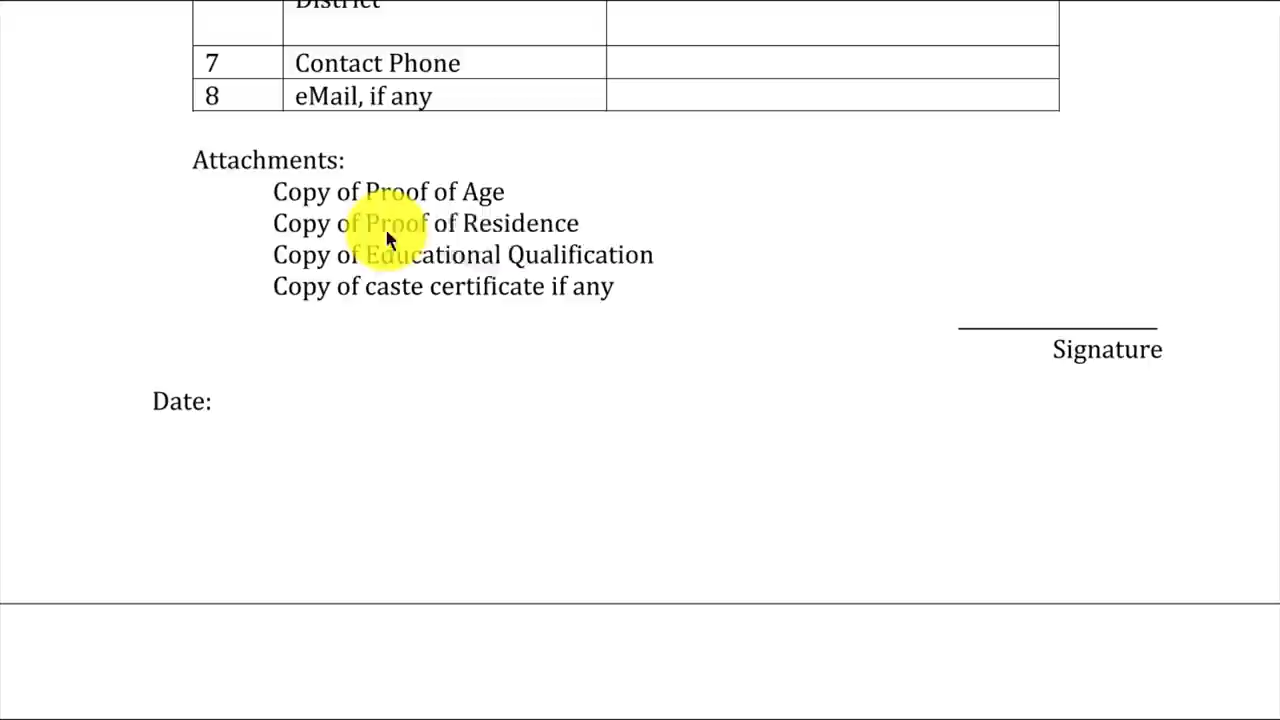 District
7 Contact Phone
8 eMail, if any
Attachments:
Copy of Proof of Age
Copy of Proof of Residence
Copy of Educational Qualification
Copy of caste certificate if any
Signature
Date: